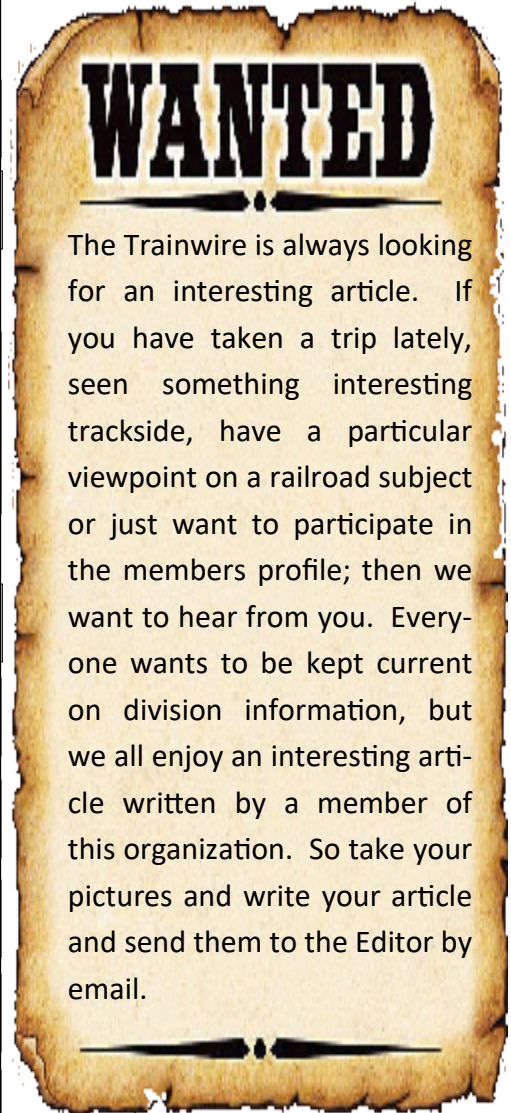 WANTED
The Trainwire is always looking
for an interesting article. If
you have taken a trip lately,
seen something interesting
trackside, have a particular
viewpoint on a railroad subject
or just want to participate in
the members profile; then we
want to hear from you. Every-
one wants to be kept current
on division information, but
we all enjoy an interesting arti-
cle written by a member of
this organization. So take your
pictures and write your article
and send them to the Editor by
email.